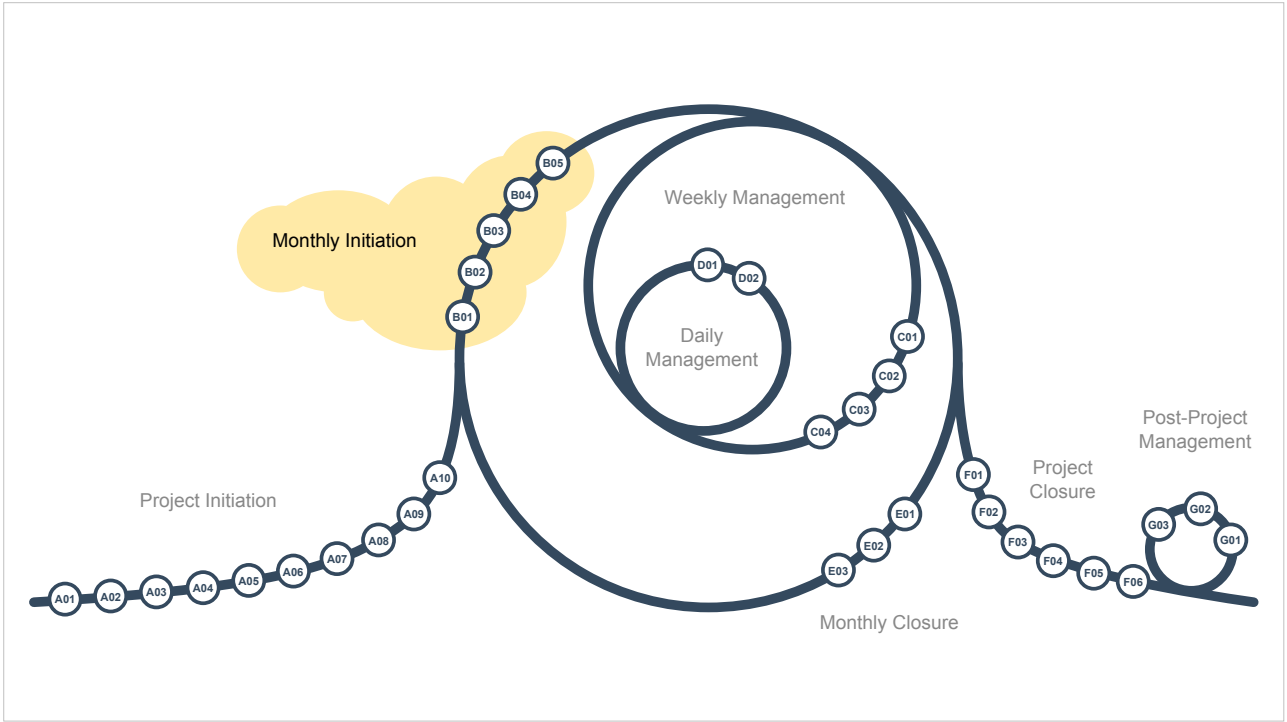 Project Initiation
A01
A02
A03
A04
A05
A06
A07
A08
A09
A10
Monthly Initiation
B01
B02
B03
B04
B05
Weekly Management
C01
C02
C03
C04
Daily
Management
D01
D02
Monthly Closure
E01
E02
E03
Project
Closure
F01
F02
F03
F04
F05
F06
Post-Project
Management
G01
G02
G03